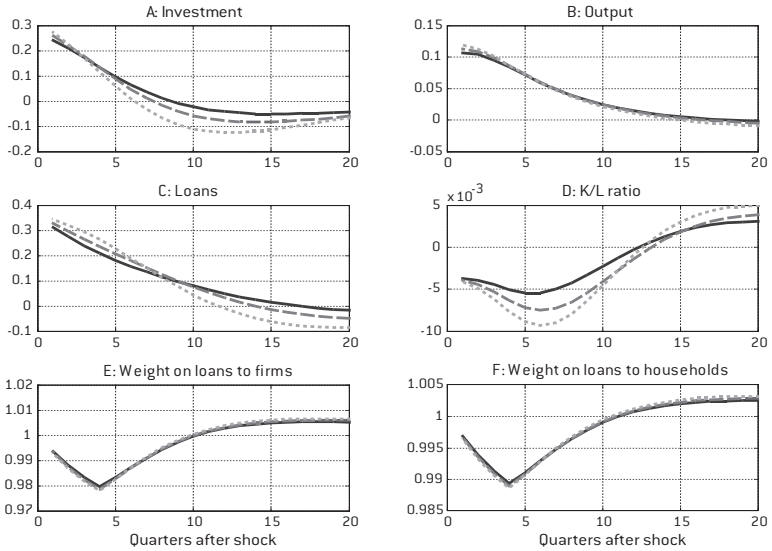 A: Investment
0.3
0.2
0.1
0
-0.1
-0.2
0 5 10 15 20
B: Output
0.15
0.1
0.05
0
-0.05
0 5 10 15 20
C: Loans
0.4
0.3
0.2
0.1
0
-0.1
0 5 10 15 20
D: K/L ratio
x 10-3
5
0
-5
-10
0 5 10 15 20
E: Weight on loans to firms
1.02
1.01
1
0.99
0.98
0.97
0 5 10 15 20
Quarters after shock
F: Weight on loans to households
1.005
1
0.995
0.99
0.985
0 5 10 15 20
Quarters after shock